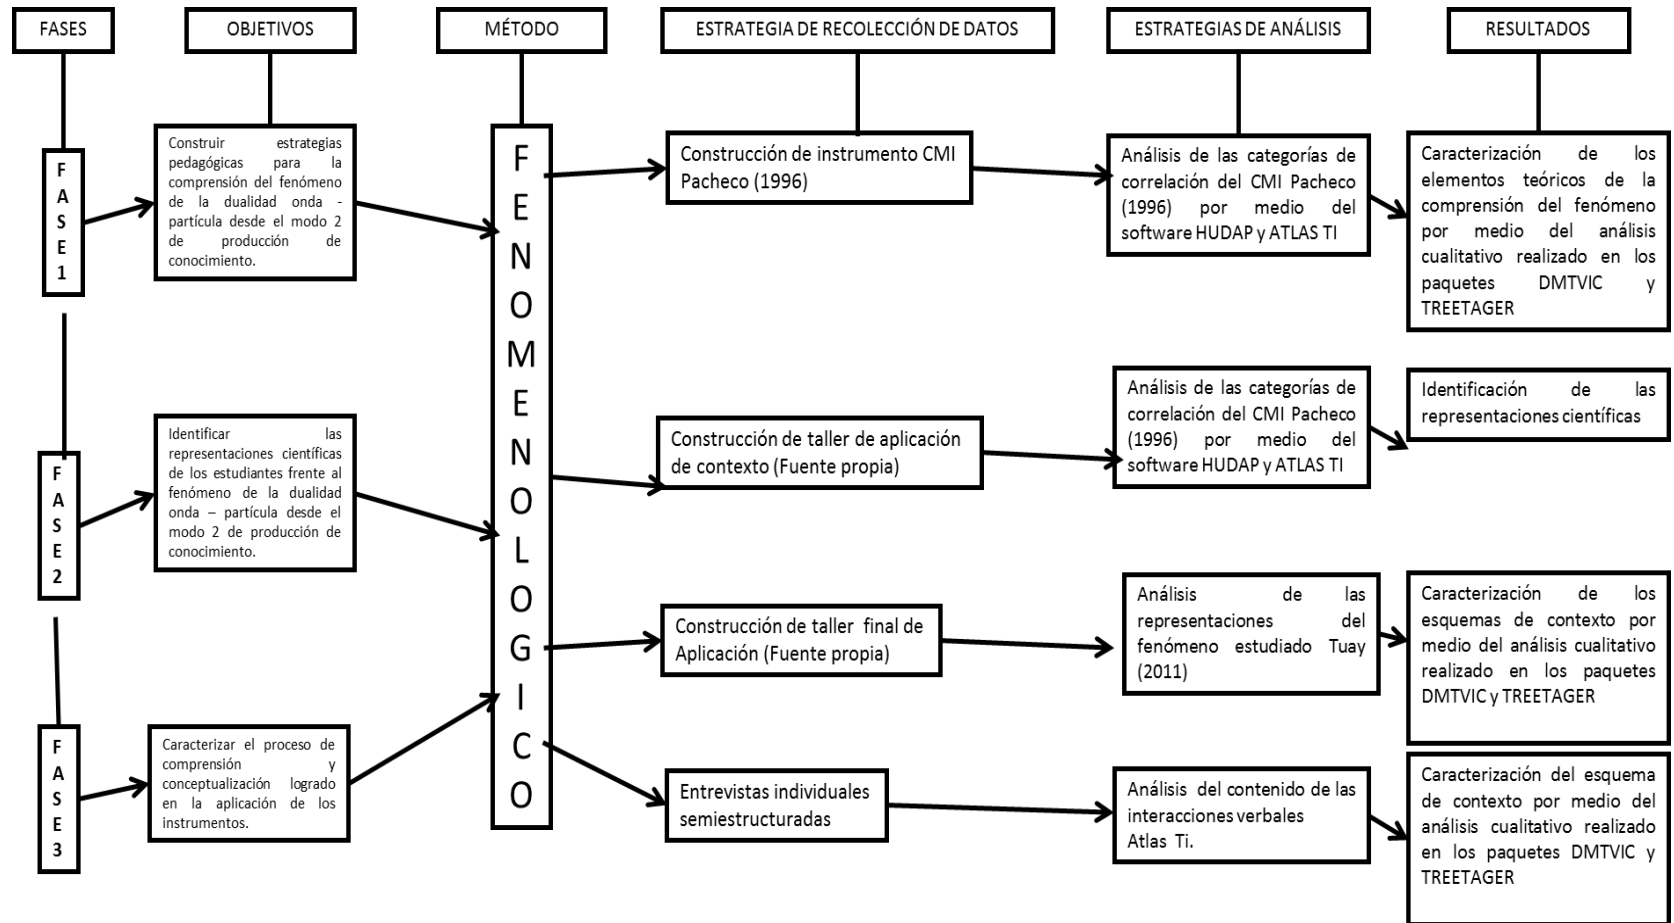 FASES
OBJETIVOS
MÉTODO
ESTRATEGIA DE RECOLECCIÓN DE DATOS
ESTRATEGIAS DE ANÁLISIS
RESULTADOS
F
A
S
E
1
Construir estrategias
pedagógicas para la
comprensión del fenómeno
de la dualidad onda -
partícula desde el modo 2
de producción de
conocimiento.
F
E
N
O
M
E
N
O
L
O
G
I
C
O
Construcción de instrumento CMI
Pacheco (1996)
Análisis de las categorías de
correlación del CMI Pacheco
(1996) por medio del
software HUDAP y ATLAS TI
Caracterización de los
elementos teóricos de la
comprensión del fenómeno
por medio del análisis
cualitativo realizado en los
paquetes DMTVIC y
TREETAGER
F
A
S
E
2
Identificar las
representaciones científicas
de los estudiantes frente al
fenómeno de la dualidad
onda – partícula desde el
modo 2 de producción de
conocimiento.
Construcción de taller de aplicación
de contexto (Fuente propia)
Análisis de las categorías de
correlación del CMI Pacheco
(1996) por medio del
software HUDAP y ATLAS TI
Identificación de las
representaciones científicas
Construcción de taller final de
Aplicación (Fuente propia)
Análisis de las
representaciones del
fenómeno estudiado Tuay
(2011)
Caracterización de los
esquemas de contexto por
medio del análisis cualitativo
realizado en los paquetes
DMTVIC y TREETAGER
F
A
S
E
3
Caracterizar el proceso de
comprensión y
conceptualización logrado
en la aplicación de los
instrumentos.
Entrevistas individuales
semiestructuradas
Análisis del contenido de las
interacciones verbales
Atlas Ti.
Caracterización del esquema
de contexto por medio del
análisis cualitativo realizado
en los paquetes DMTVIC y
TREETAGER